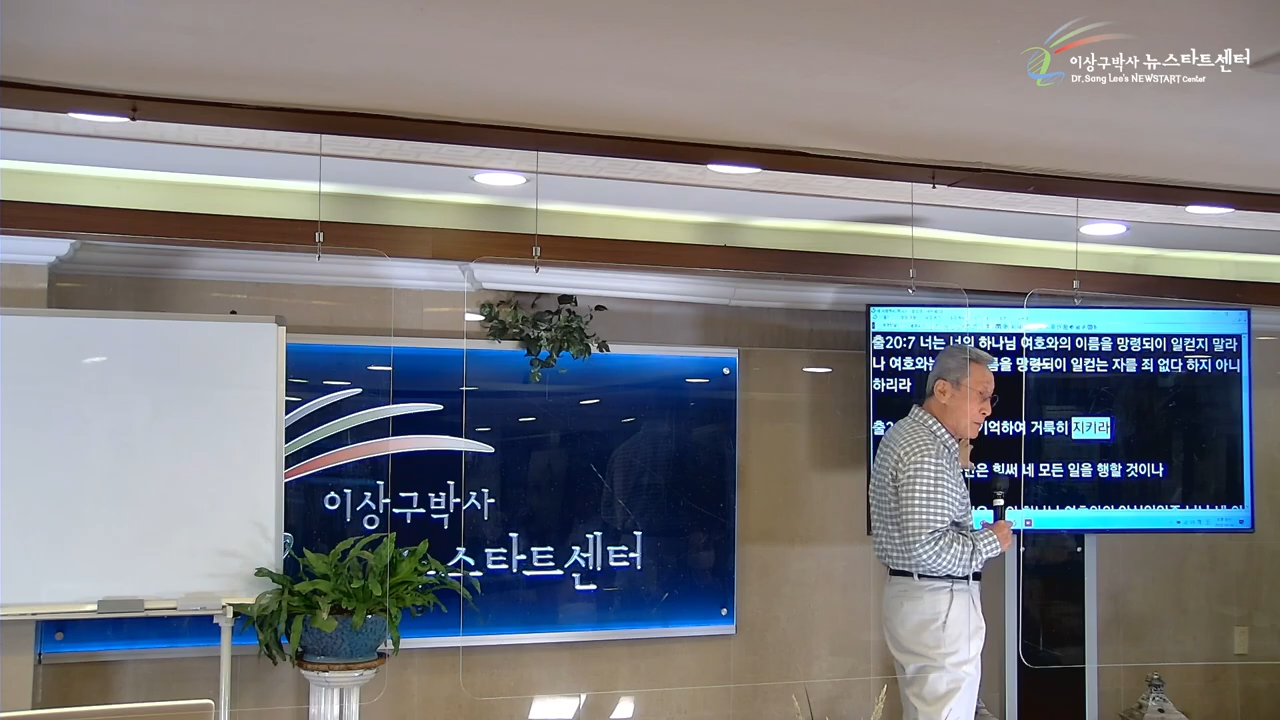 이상구박사 뉴스타트센터
Dr. Sang Lee's NEWSTART Center
출20:7 너는 너의 하나님 여호와의 이름을 망령되이 일컫지 말라
나 여호와는 이름을 망령되이 일컫는 자를 죄 없다 하지 아니
하리라
기억하여 거룩히 지키라
힘써 네 모든 일을 행할 것이나
이상구박사
스타트센터